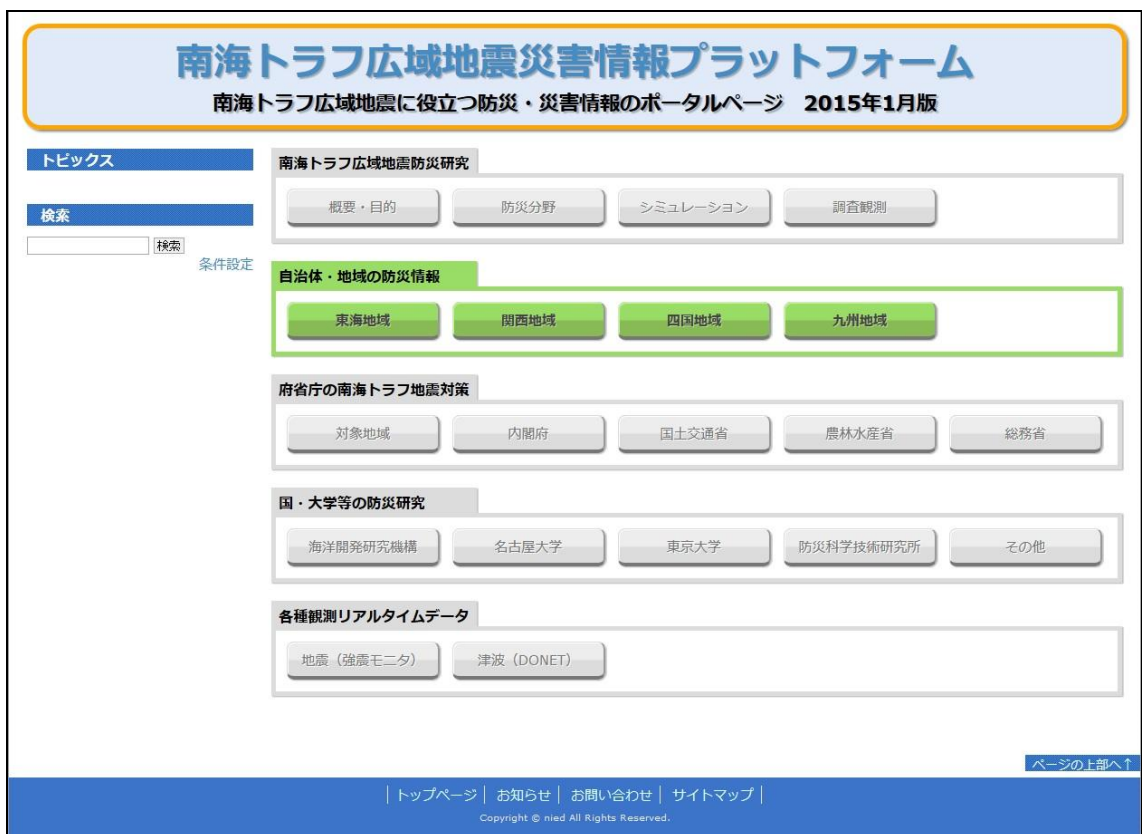 南海トラフ広域地震災害情報プラットフォーム
南海トラフ広域地震に役立つ防災・災害情報のポータルページ 2015年1月版
トピックス
検索
検索
条件設定
南海トラフ広域地震防災研究
概要・目的 防災分野 シミュレーション 調査観測
自治体・地域の防災情報
東海地域 関西地域 四国地域 九州地域
府省庁の南海トラフ地震対策
対象地域 内閣府 国土交通省 農林水産省 総務省
国・大学等の防災研究
海洋開発研究機構 名古屋大学 東京大学 防災科学技術研究所 その他
各種観測リアルタイムデータ
地震（強震モニタ） 津波（DONET）
ページの上部へ↑
| トップページ | お知らせ | お問い合わせ | サイトマップ |
Copyright © nied All Rights Reserved.